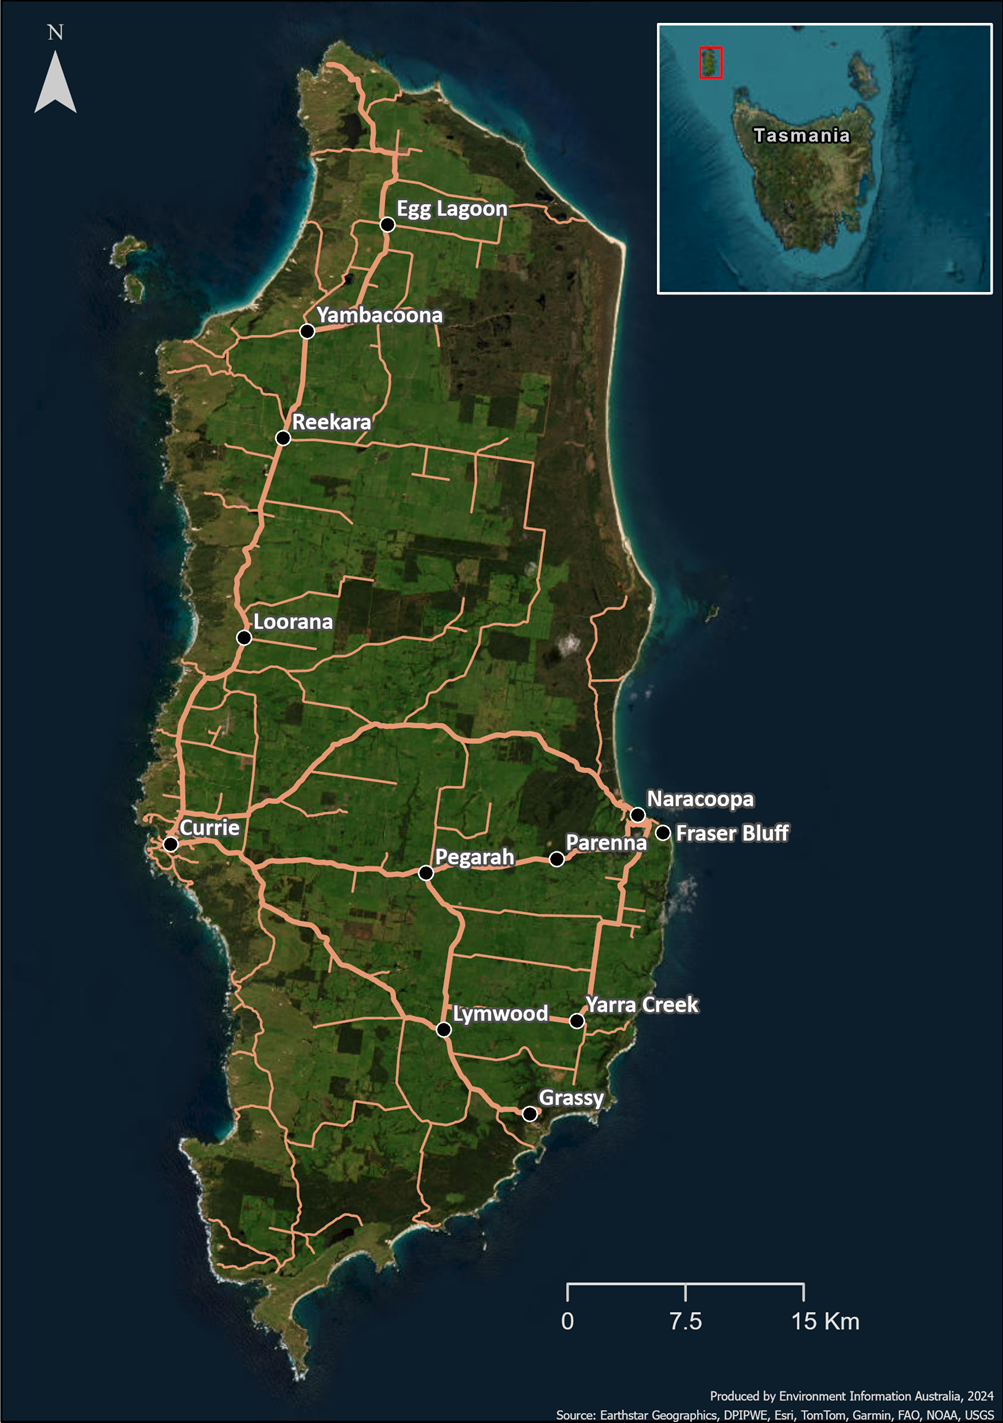 N
Tasmania
Egg Lagoon
Yambacoona
Reekara
Loorana
Naracoopa
Currie
Fraser Bluff
Parenna
Pegarah
Yarra Creek
Lymwood
Grassy
0 7.5 15 Km
Produced by Environment Information Australia, 2024
Source: Earthstar Geographics, DPIPWE, Esri, TomTom, Garmin, FAO, NOAA, USGS